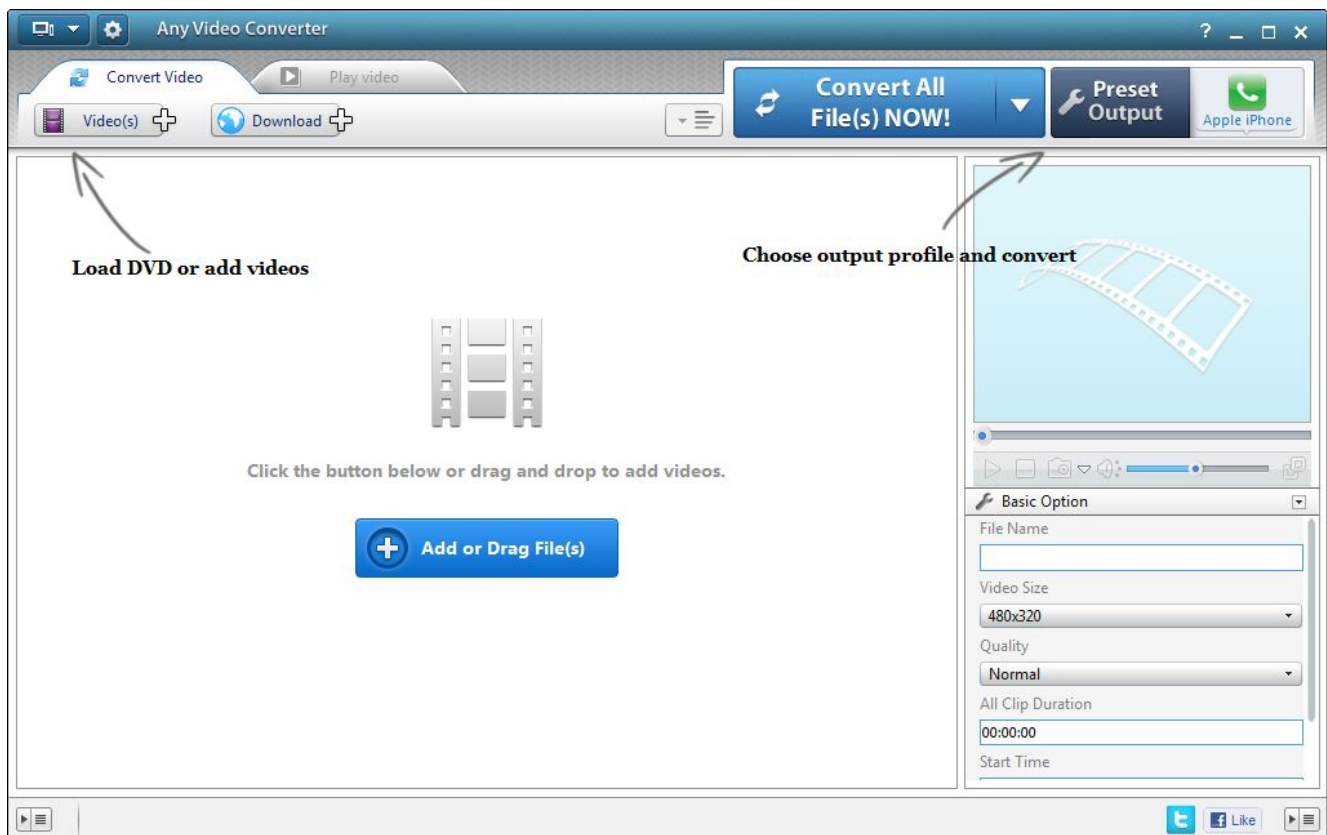 Any Video Converter
?
Convert Video
Play video
Video(s)
Download
Convert All
File(s) NOW!
Preset
Output
Apple iPhone
Load DVD or add videos
Choose output profile and convert
Click the button below or drag and drop to add videos.
Add or Drag File(s)
Basic Option
File Name
Video Size
480x320
Quality
Normal
All Clip Duration
00:00:00
Start Time
Like